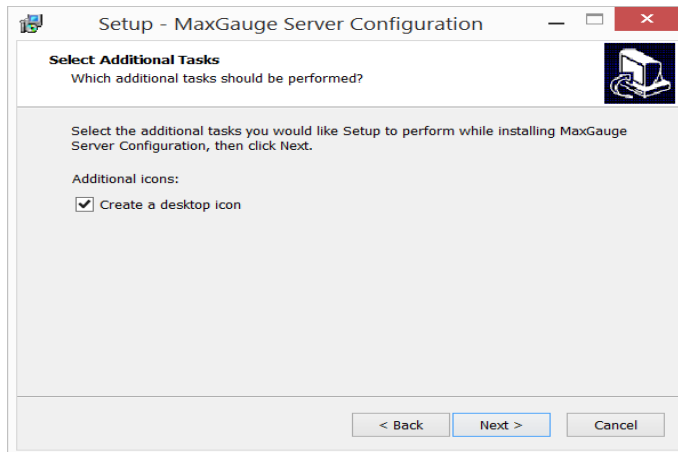 Setup - MaxGauge Server Configuration
Select Additional Tasks
Which additional tasks should be performed?
Select the additional tasks you would like Setup to perform while installing MaxGauge
Server Configuration, then click Next.
Additional icons:
Create a desktop icon
< Back
Next >
Cancel